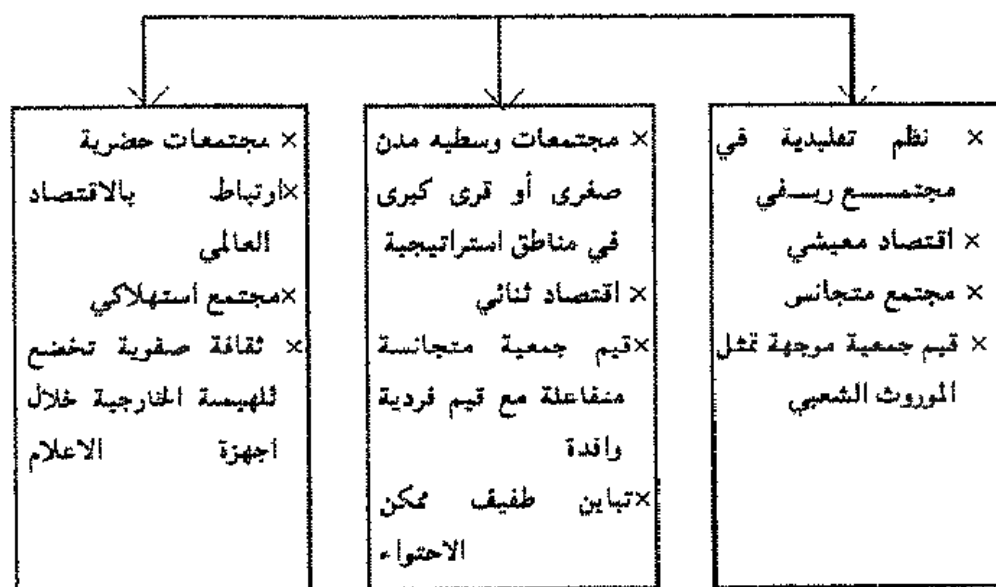 × نظم تقليدية في
مجتمـــع ريـــفي
× اقتصاد معيشي
× مجتمع متجانس
× قيم جمعية موجهة تمثل
الموروث الشعبي
× مجتمعات وسطيه مدن
صغرى أو قرى كبرى
في مناطق استراتيجية
× اقتصاد ثنائي
×قيم جمعية متجانسة
متفاعلة مع قيم فردية
وافدة
×تباين طفيف ممكن
الاحتواء
× مجتمعات حضرية
×ارتباط بالاقتصاد
العالمي
×مجتمع استهلاكي
× ثقافة صفوية تخضع
للهيمنة الخارجية خلال
اجهزة الاعلام